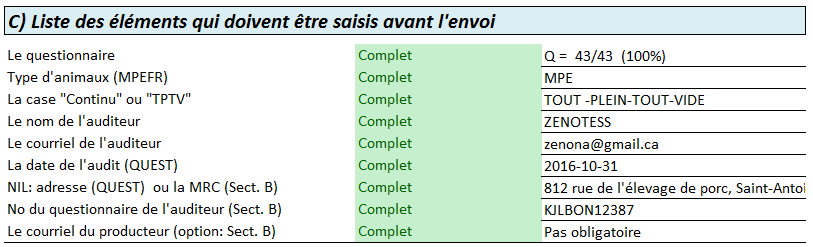 C) Liste des éléments qui doivent être saisis avant l'envoi
Le questionnaire Complet Q = 43/43 (100%)
Type d'animaux (MPEFR) Complet MPE
La case "Continu" ou "TPTV" Complet TOUT -PLEIN-TOUT-VIDE
Le nom de l'auditeur Complet ZENOTESS
Le courriel de l'auditeur Complet zenona@gmail.ca
La date de l'audit (QUEST) Complet 2016-10-31
NIL: adresse (QUEST) ou la MRC (Sect. B) Complet 812 rue de l'élevage de porc, Saint-Antoi
No du questionnaire de l'auditeur (Sect. B) Complet KJLBON12387
Le courriel du producteur (option: Sect. B) Complet Pas obligatoire